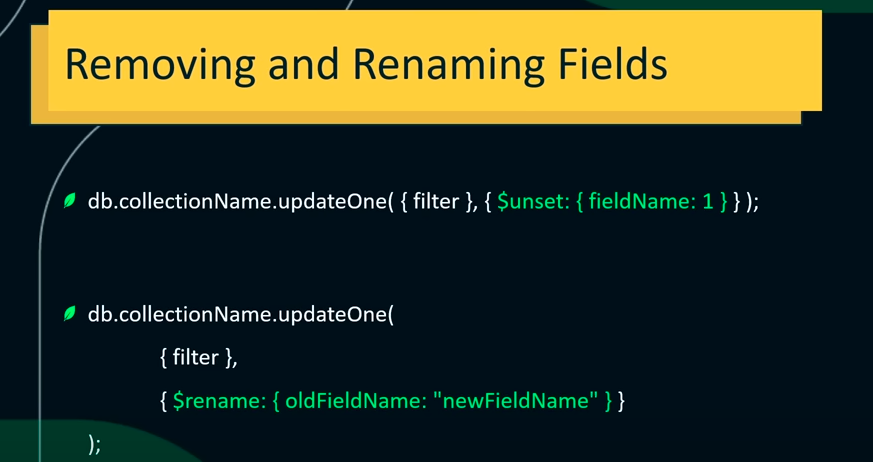 Removing and Renaming Fields
db.collectionName.updateOne( { filter }, { $unset: { fieldName: 1 } } );
db.collectionName.updateOne(
{ filter },
{ $rename: { oldFieldName: "newFieldName" } }
);